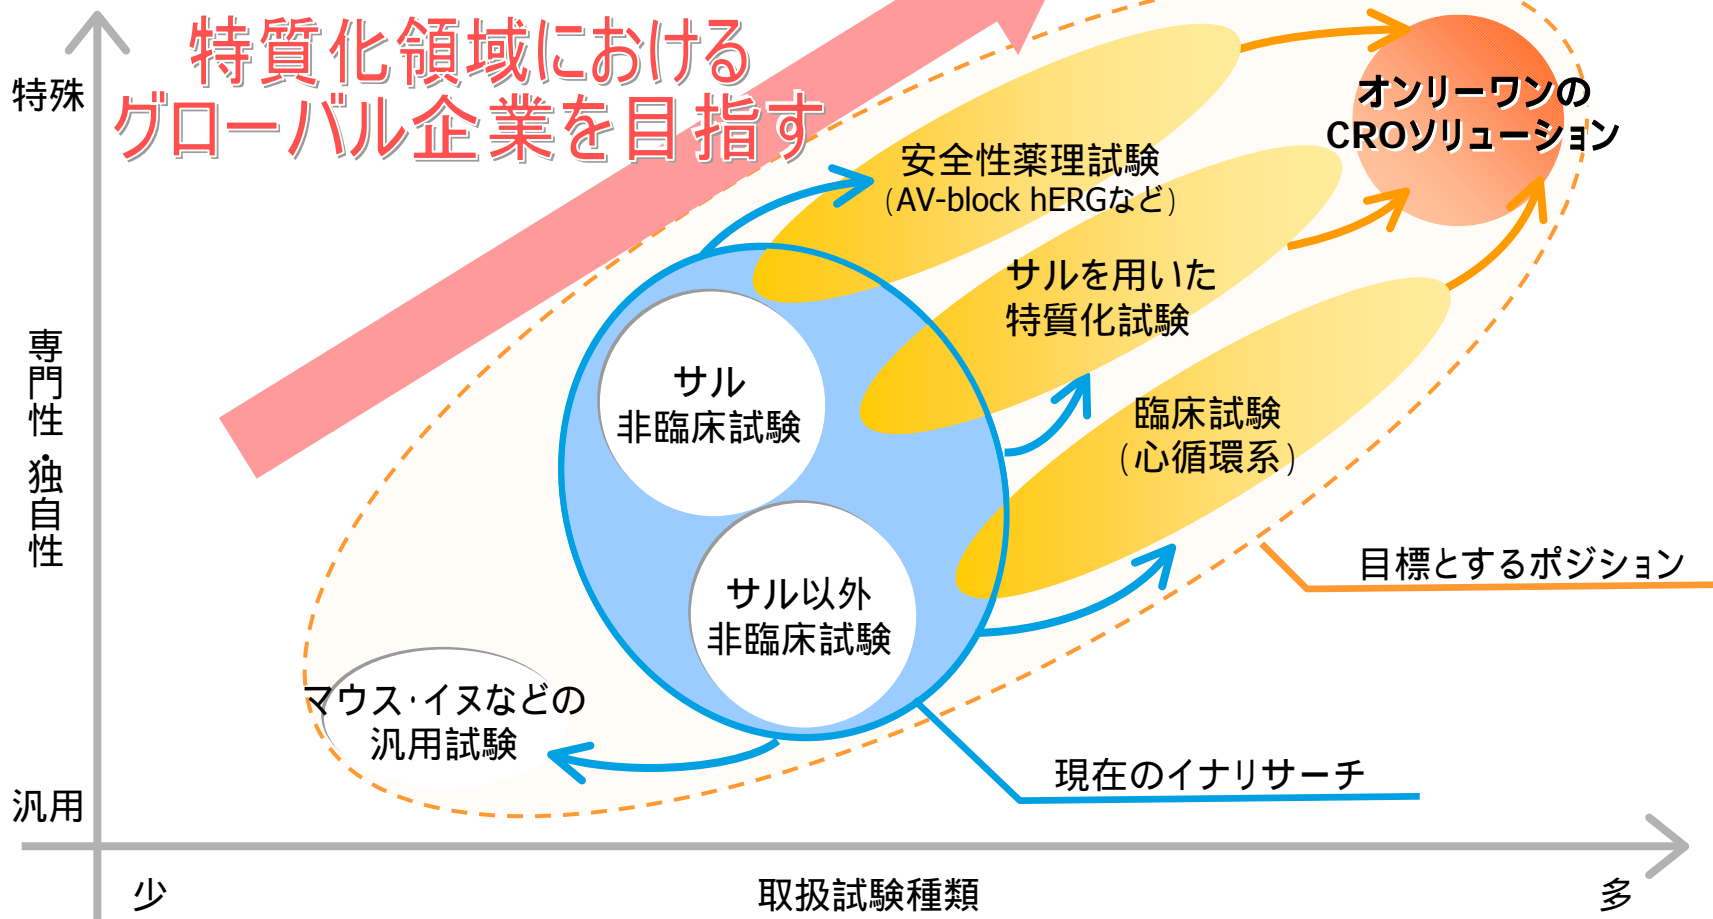 特質化領域における
グローバル企業を目指す
特殊
オンリーワンの
CROソリューション
安全性薬理試験
(AV-block hERGなど)
サルを用いた
特質化試験
専門性・独自性
サル
非臨床試験
臨床試験
(心循環系)
目標とするポジション
サル以外
非臨床試験
マウス・イヌなどの
汎用試験
現在のイナリサーチ
汎用
少
取扱試験種類
多